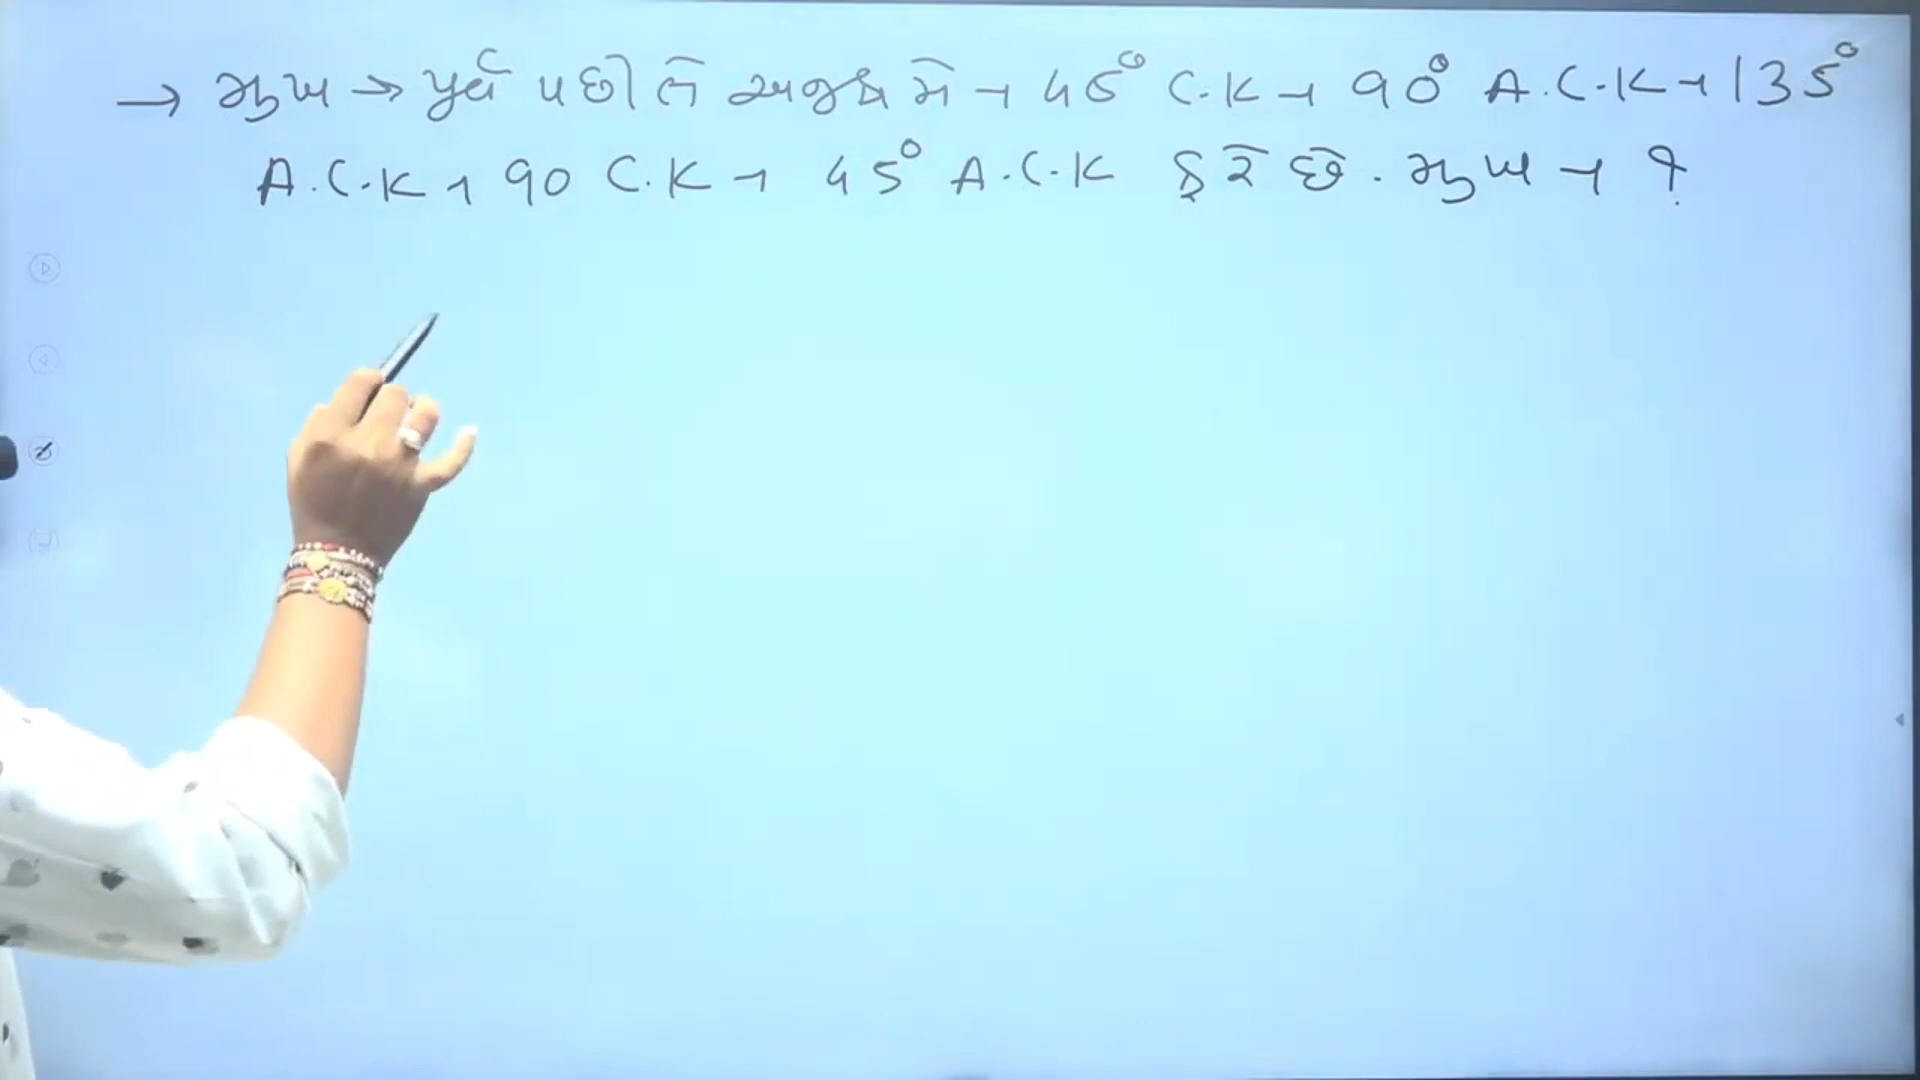 → મુખ → પૂર્વ પછી તે અનુક્રમે → 45° C.K → 90° A.C.K → 135°
A.C.K → 90 C.K → 45° A.C.K ફરે છે. મુખ → ?